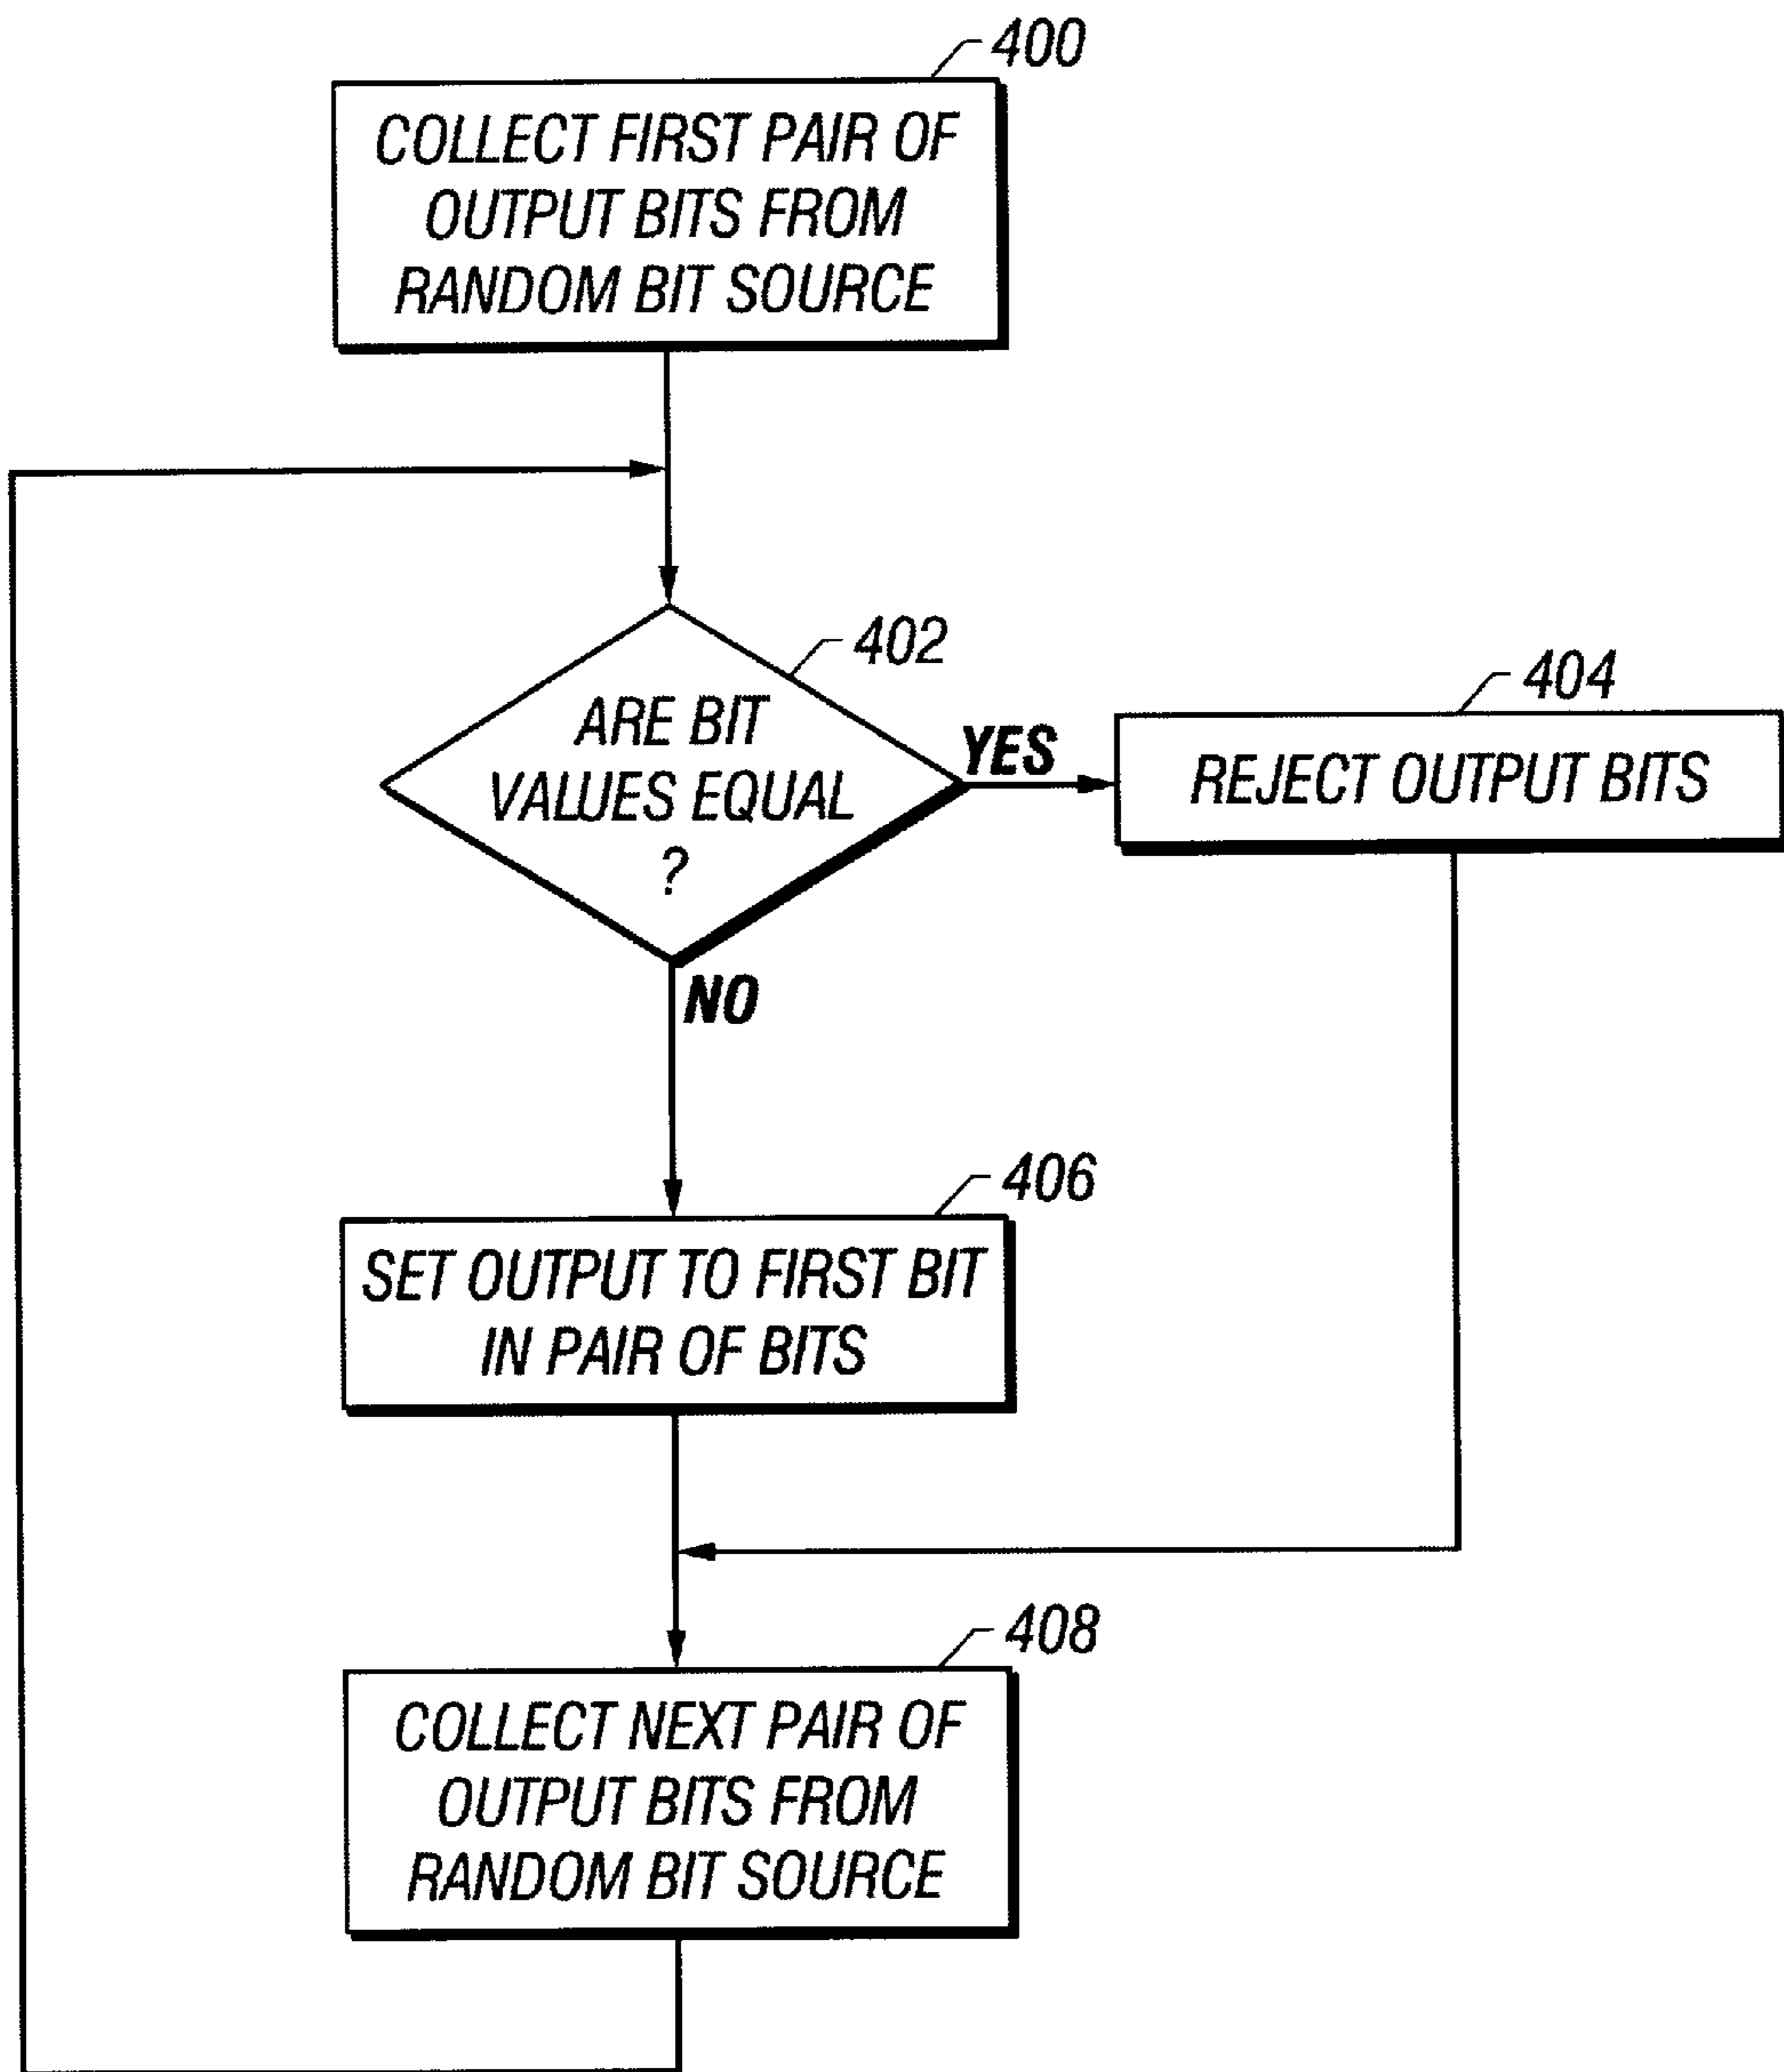 400
COLLECT FIRST PAIR OF
OUTPUT BITS FROM
RANDOM BIT SOURCE
402
ARE BIT
VALUES EQUAL
?
YES
404
REJECT OUTPUT BITS
NO
406
SET OUTPUT TO FIRST BIT
IN PAIR OF BITS
408
COLLECT NEXT PAIR OF
OUTPUT BITS FROM
RANDOM BIT SOURCE